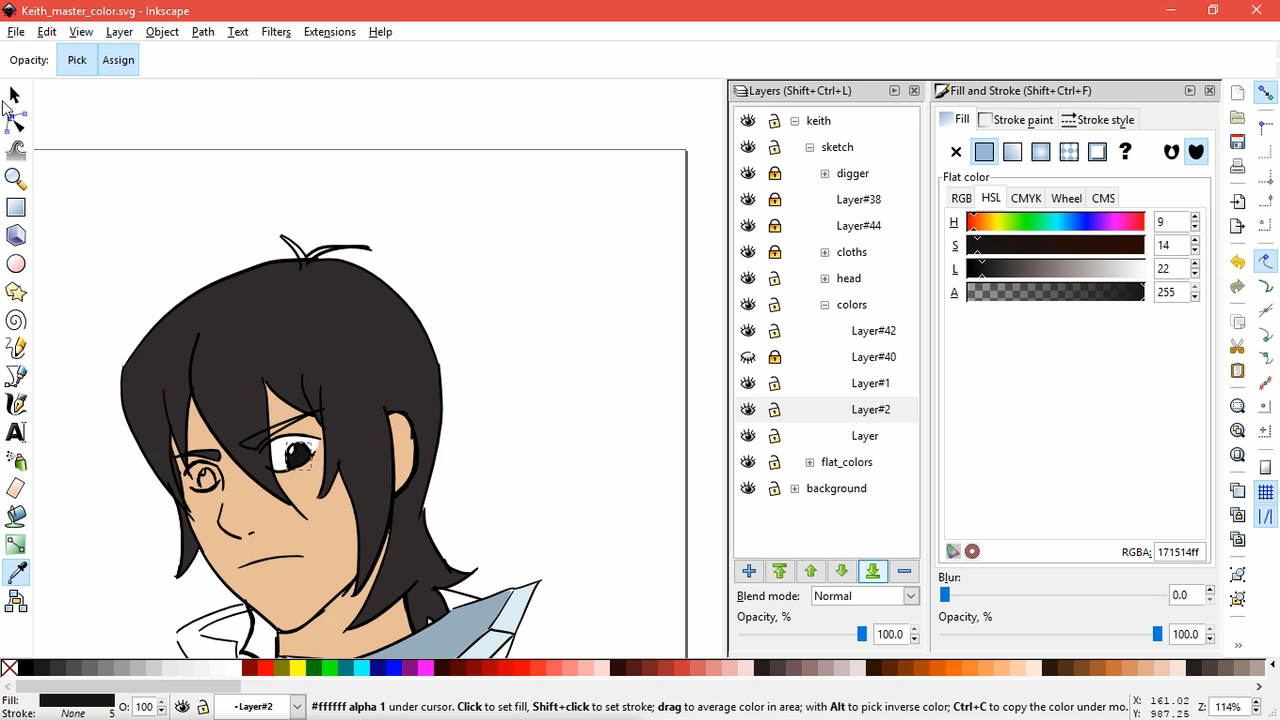 Keith_master_color.svg - Inkscape
File Edit View Layer Object Path Text Filters Extensions Help
Opacity: Pick Assign
Layers (Shift+Ctrl+L)
Fill and Stroke (Shift+Ctrl+F)
keith
sketch
digger
Layer#38
Layer#44
cloths
head
colors
Layer#42
Layer#40
Layer#1
Layer#2
Layer
flat_colors
background
Blend mode: Normal
Opacity, % 100.0
Fill Stroke paint Stroke style
?
Flat color
RGB HSL CMYK Wheel CMS
H 9
S 14
L 22
A 255
RGBA: 171514ff
Blur:
0.0
Opacity, %
100.0
Fill:
Stroke: None 5
O: 100
•Layer#2
#ffffff alpha 1 under cursor. Click to set fill, Shift+click to set stroke; drag to average color in area; with Alt to pick inverse color; Ctrl+C to copy the color under mo...
X: 161.02
Y: 987.25
Z: 114%